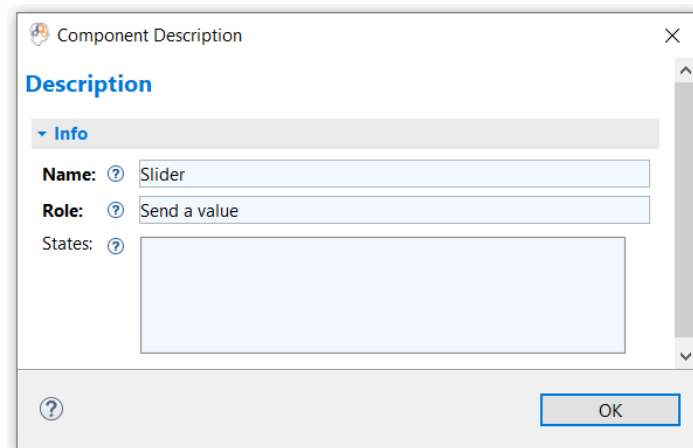 Component Description
Description
Info
Name: ? Slider
Role: ? Send a value
States: ?
? OK